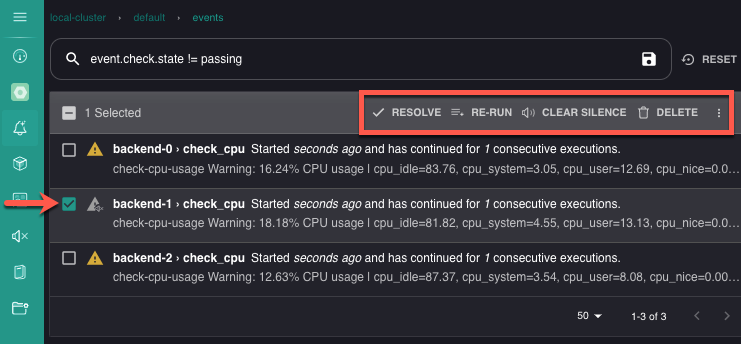 local-cluster › default › events
event.check.state != passing
RESET
1 Selected RESOLVE RE-RUN CLEAR SILENCE DELETE
backend-0 › check_cpu Started seconds ago and has continued for 1 consecutive executions.
check-cpu-usage Warning: 16.24% CPU usage | cpu_idle=83.76, cpu_system=3.05, cpu_user=12.69, cpu_nice=0.0…
backend-1 › check_cpu Started seconds ago and has continued for 1 consecutive executions.
check-cpu-usage Warning: 18.18% CPU usage | cpu_idle=81.82, cpu_system=4.55, cpu_user=13.13, cpu_nice=0.0…
backend-2 › check_cpu Started seconds ago and has continued for 1 consecutive executions.
check-cpu-usage Warning: 12.63% CPU usage | cpu_idle=87.37, cpu_system=3.54, cpu_user=8.08, cpu_nice=0.00…
50 1-3 of 3